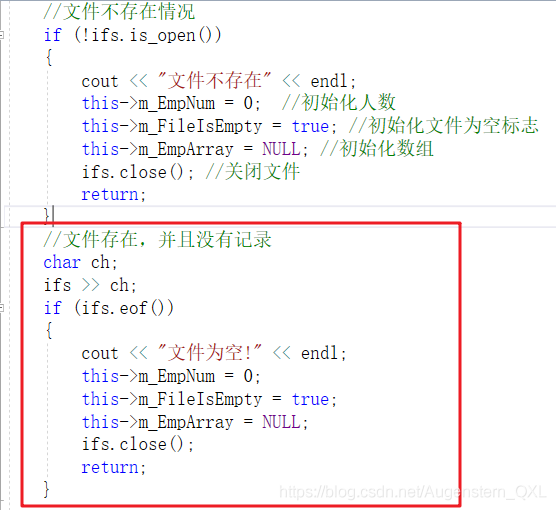 //文件不存在情况
if (!ifs.is_open())
{
cout << "文件不存在" << endl;
this->m_EmpNum = 0;  //初始化人数
this->m_FileIsEmpty = true; //初始化文件为空标志
this->m_EmpArray = NULL; //初始化数组
ifs.close(); //关闭文件
return;
}
//文件存在，并且没有记录
char ch;
ifs >> ch;
if (ifs.eof())
{
cout << "文件为空!" << endl;
this->m_EmpNum = 0;
this->m_FileIsEmpty = true;
this->m_EmpArray = NULL;
ifs.close();
return;
}
https://blog.csdn.net/Augenstern_QXL